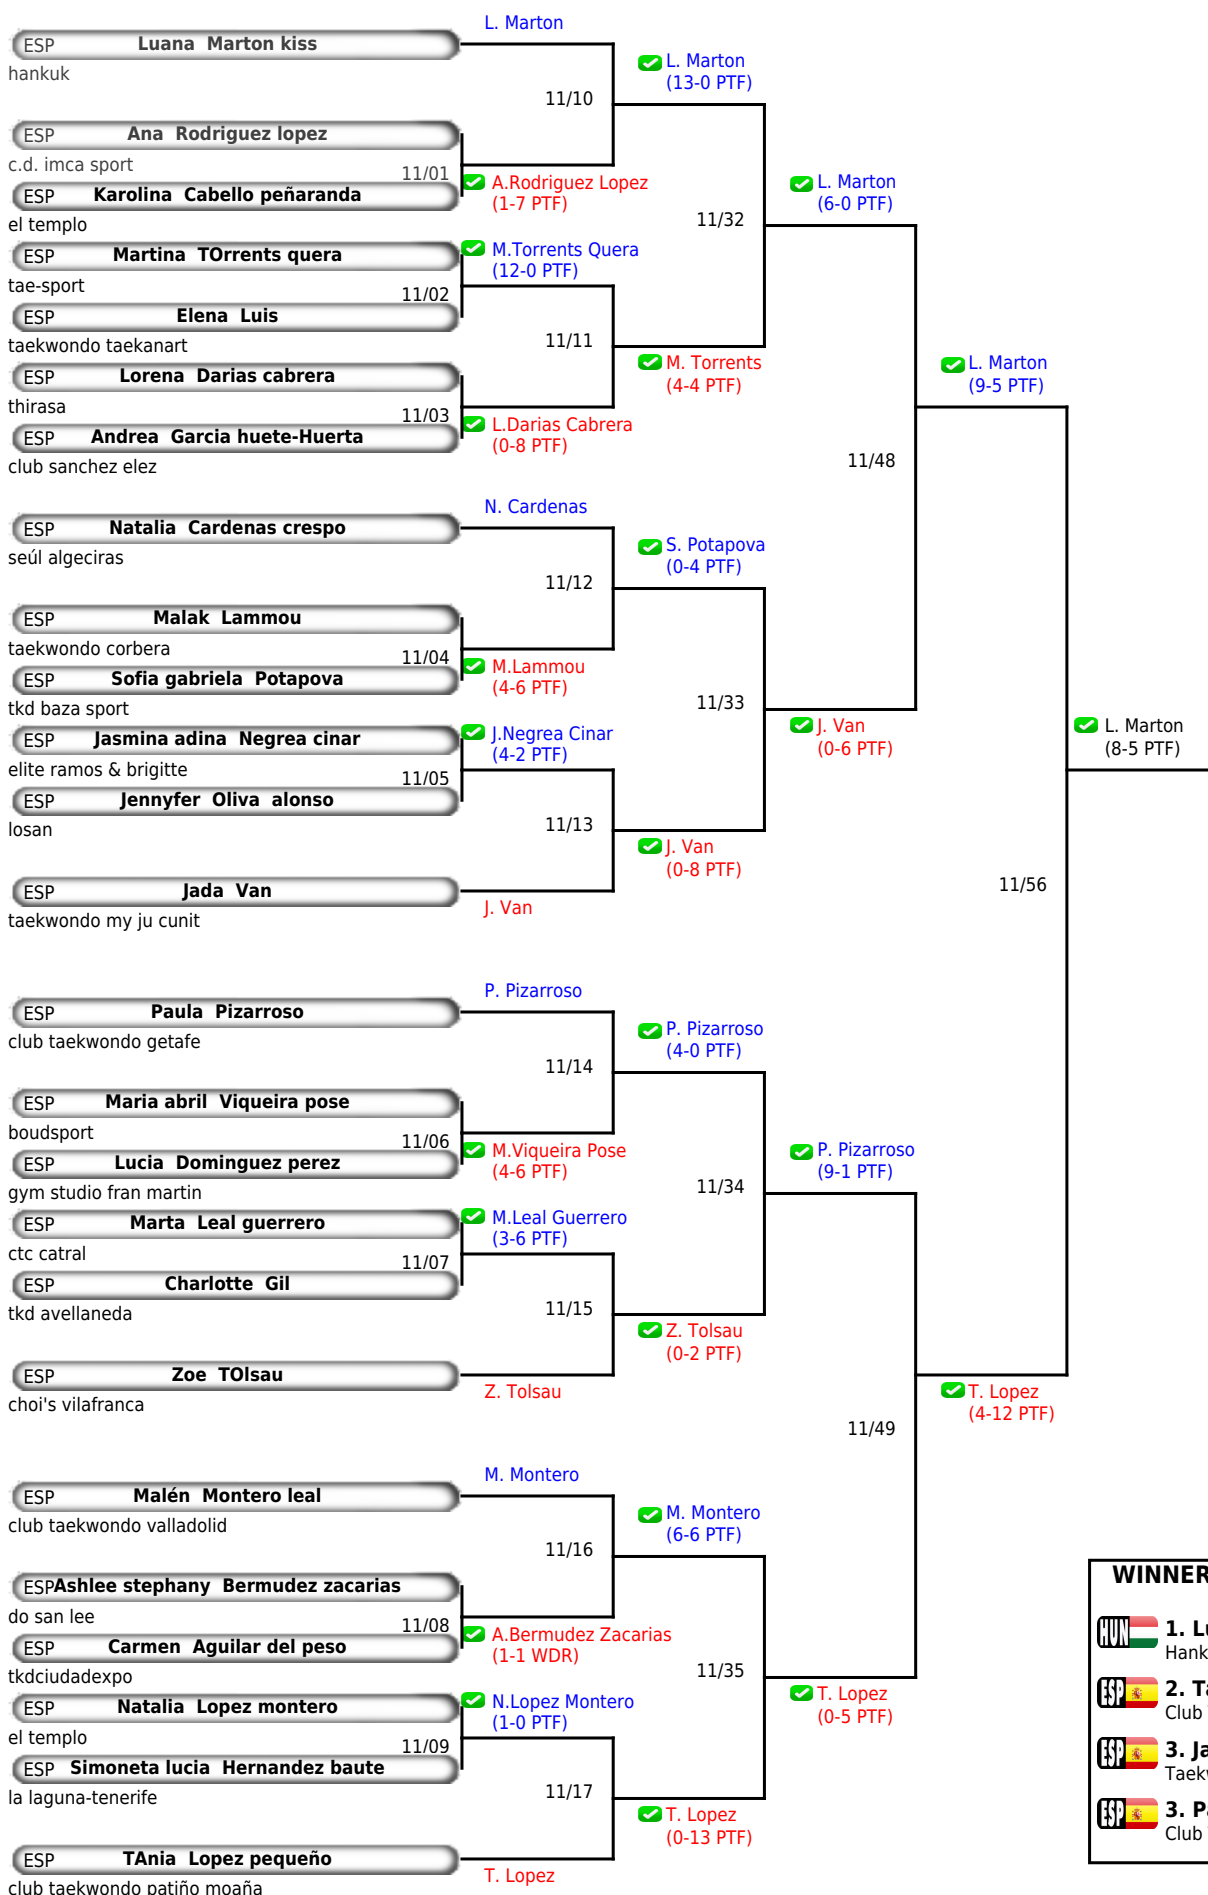 L. Marton
ESP Luana Marton kiss
hankuk
L. Marton
(13-0 PTF)
11/10
ESP Ana Rodriguez lopez
c.d. imca sport
11/01
A.Rodriguez Lopez
(1-7 PTF)
ESP Karolina Cabello peñaranda
el templo
L. Marton
(6-0 PTF)
11/32
ESP Martina TOrrents quera
tae-sport
M.Torrents Quera
(12-0 PTF)
11/02
ESP Elena Luis
taekwondo taekanart
11/11
M. Torrents
(4-4 PTF)
ESP Lorena Darias cabrera
thirasa
11/03
L.Darias Cabrera
(0-8 PTF)
ESP Andrea Garcia huete-Huerta
club sanchez elez
L. Marton
(9-5 PTF)
11/48
N. Cardenas
ESP Natalia Cardenas crespo
seúl algeciras
S. Potapova
(0-4 PTF)
11/12
ESP Malak Lammou
taekwondo corbera
11/04
M.Lammou
(4-6 PTF)
ESP Sofia gabriela Potapova
tkd baza sport
11/33
J. Van
(0-6 PTF)
ESP Jasmina adina Negrea cinar
elite ramos & brigitte
J.Negrea Cinar
(4-2 PTF)
11/05
ESP Jennyfer Oliva alonso
losan
11/13
J. Van
(0-8 PTF)
ESP Jada Van
taekwondo my ju cunit
J. Van
L. Marton
(8-5 PTF)
11/56
P. Pizarroso
ESP Paula Pizarroso
club taekwondo getafe
P. Pizarroso
(4-0 PTF)
11/14
ESP Maria abril Viqueira pose
boudsport
11/06
M.Viqueira Pose
(4-6 PTF)
ESP Lucia Dominguez perez
gym studio fran martin
P. Pizarroso
(9-1 PTF)
11/34
ESP Marta Leal guerrero
ctc catral
M.Leal Guerrero
(3-6 PTF)
11/07
ESP Charlotte Gil
tkd avellaneda
11/15
Z. Tolsau
(0-2 PTF)
ESP Zoe TOlsau
choi's vilafranca
Z. Tolsau
T. Lopez
(4-12 PTF)
11/49
M. Montero
ESP Malén Montero leal
club taekwondo valladolid
M. Montero
(6-6 PTF)
11/16
ESP Ashlee stephany Bermudez zacarias
do san lee
11/08
A.Bermudez Zacarias
(1-1 WDR)
ESP Carmen Aguilar del peso
tkdciudadexpo
11/35
T. Lopez
(0-5 PTF)
ESP Natalia Lopez montero
el templo
N.Lopez Montero
(1-0 PTF)
11/09
ESP Simoneta lucia Hernandez baute
la laguna-tenerife
11/17
T. Lopez
(0-13 PTF)
ESP TAnia Lopez pequeño
club taekwondo patiño moaña
T. Lopez
WINNER
HUN 1. Lu
Hank
ESP 2. Ta
Club
ESP 3. Ja
Taekw
ESP 3. Pa
Club